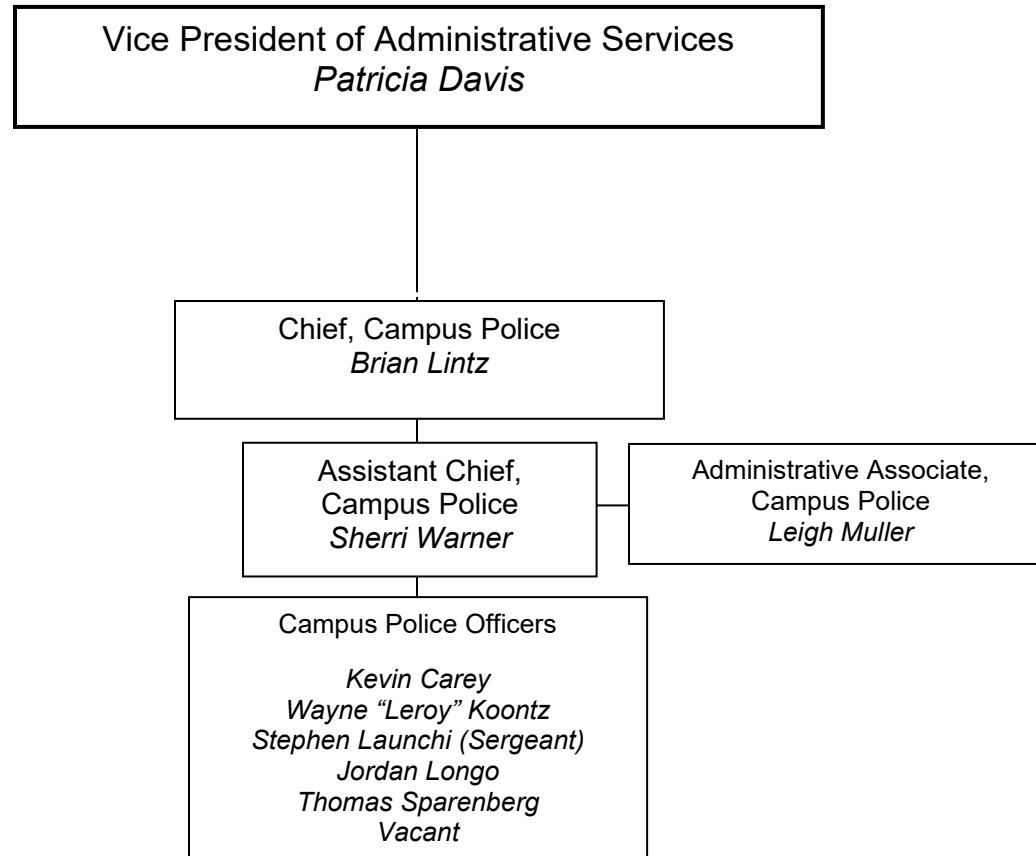 Vice President of Administrative Services
Patricia Davis
Chief, Campus Police
Brian Lintz
Assistant Chief,
Campus Police
Sherri Warner
Administrative Associate,
Campus Police
Leigh Muller
Campus Police Officers
Kevin Carey
Wayne “Leroy” Koontz
Stephen Launchi (Sergeant)
Jordan Longo
Thomas Sparenberg
Vacant